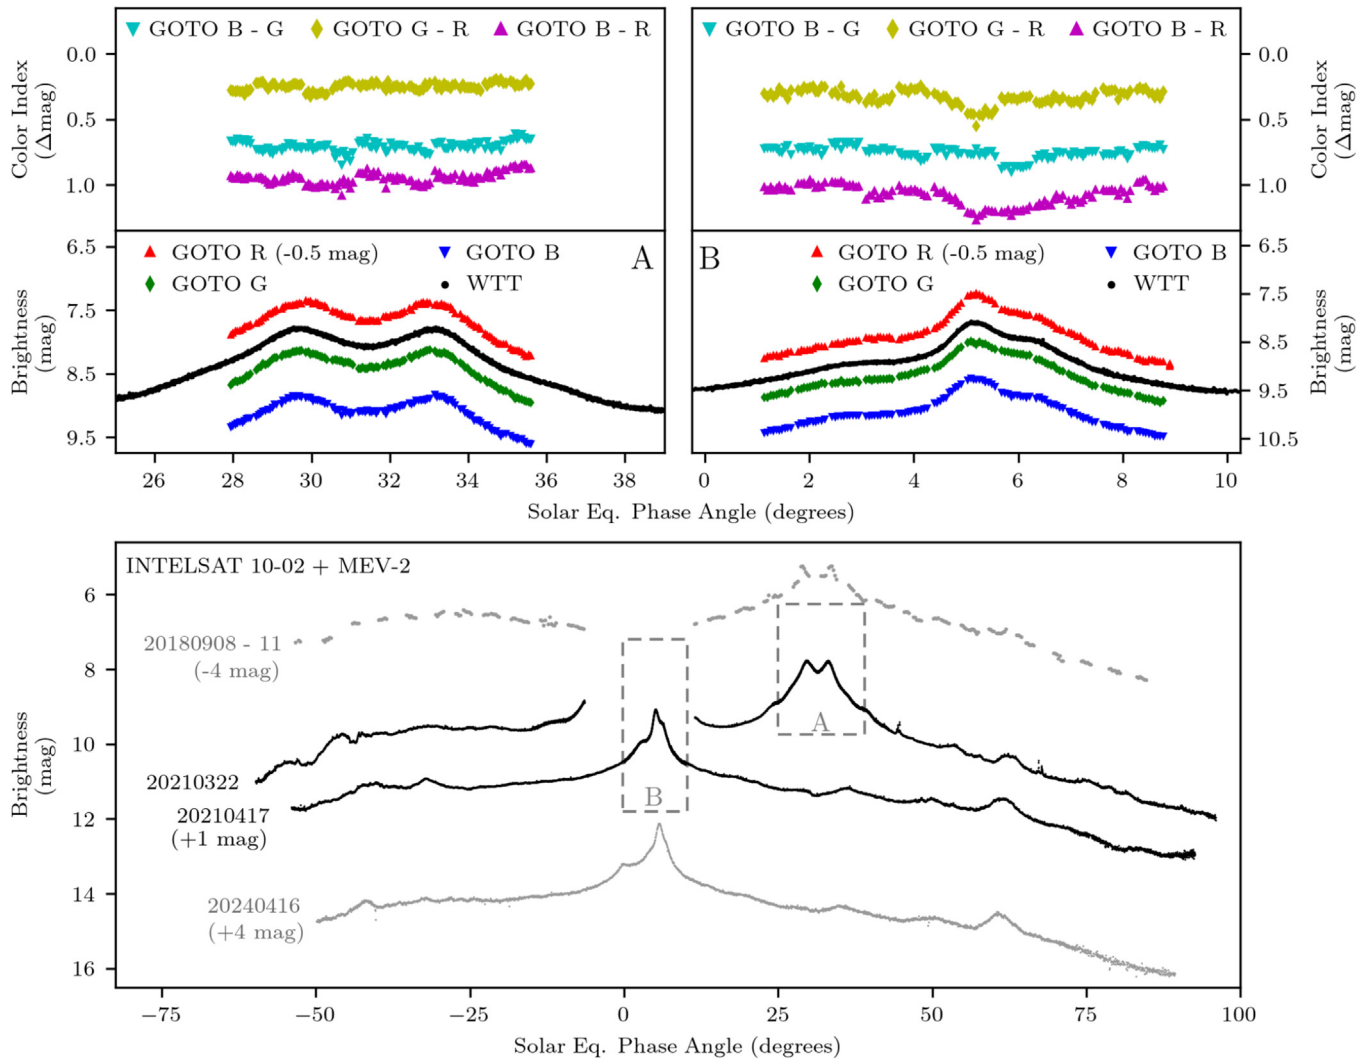 GOTO B - G GOTO G - R GOTO B - R
0.0
0.5
1.0
Color Index
(Δmag)
GOTO B - G GOTO G - R GOTO B - R
0.0
0.5
1.0
Color Index
(Δmag)
GOTO R (-0.5 mag) GOTO B
GOTO G WTT
A
6.5
7.5
8.5
9.5
Brightness
(mag)
26 28 30 32 34 36 38
B
GOTO R (-0.5 mag) GOTO B
GOTO G WTT
6.5
7.5
8.5
9.5
10.5
Brightness
(mag)
0 2 4 6 8 10
Solar Eq. Phase Angle (degrees)
INTELSAT 10-02 + MEV-2
20180908 - 11
(-4 mag)
A
20210322
20210417
(+1 mag)
B
20240416
(+4 mag)
6
8
10
12
14
16
Brightness
(mag)
−75 −50 −25 0 25 50 75 100
Solar Eq. Phase Angle (degrees)